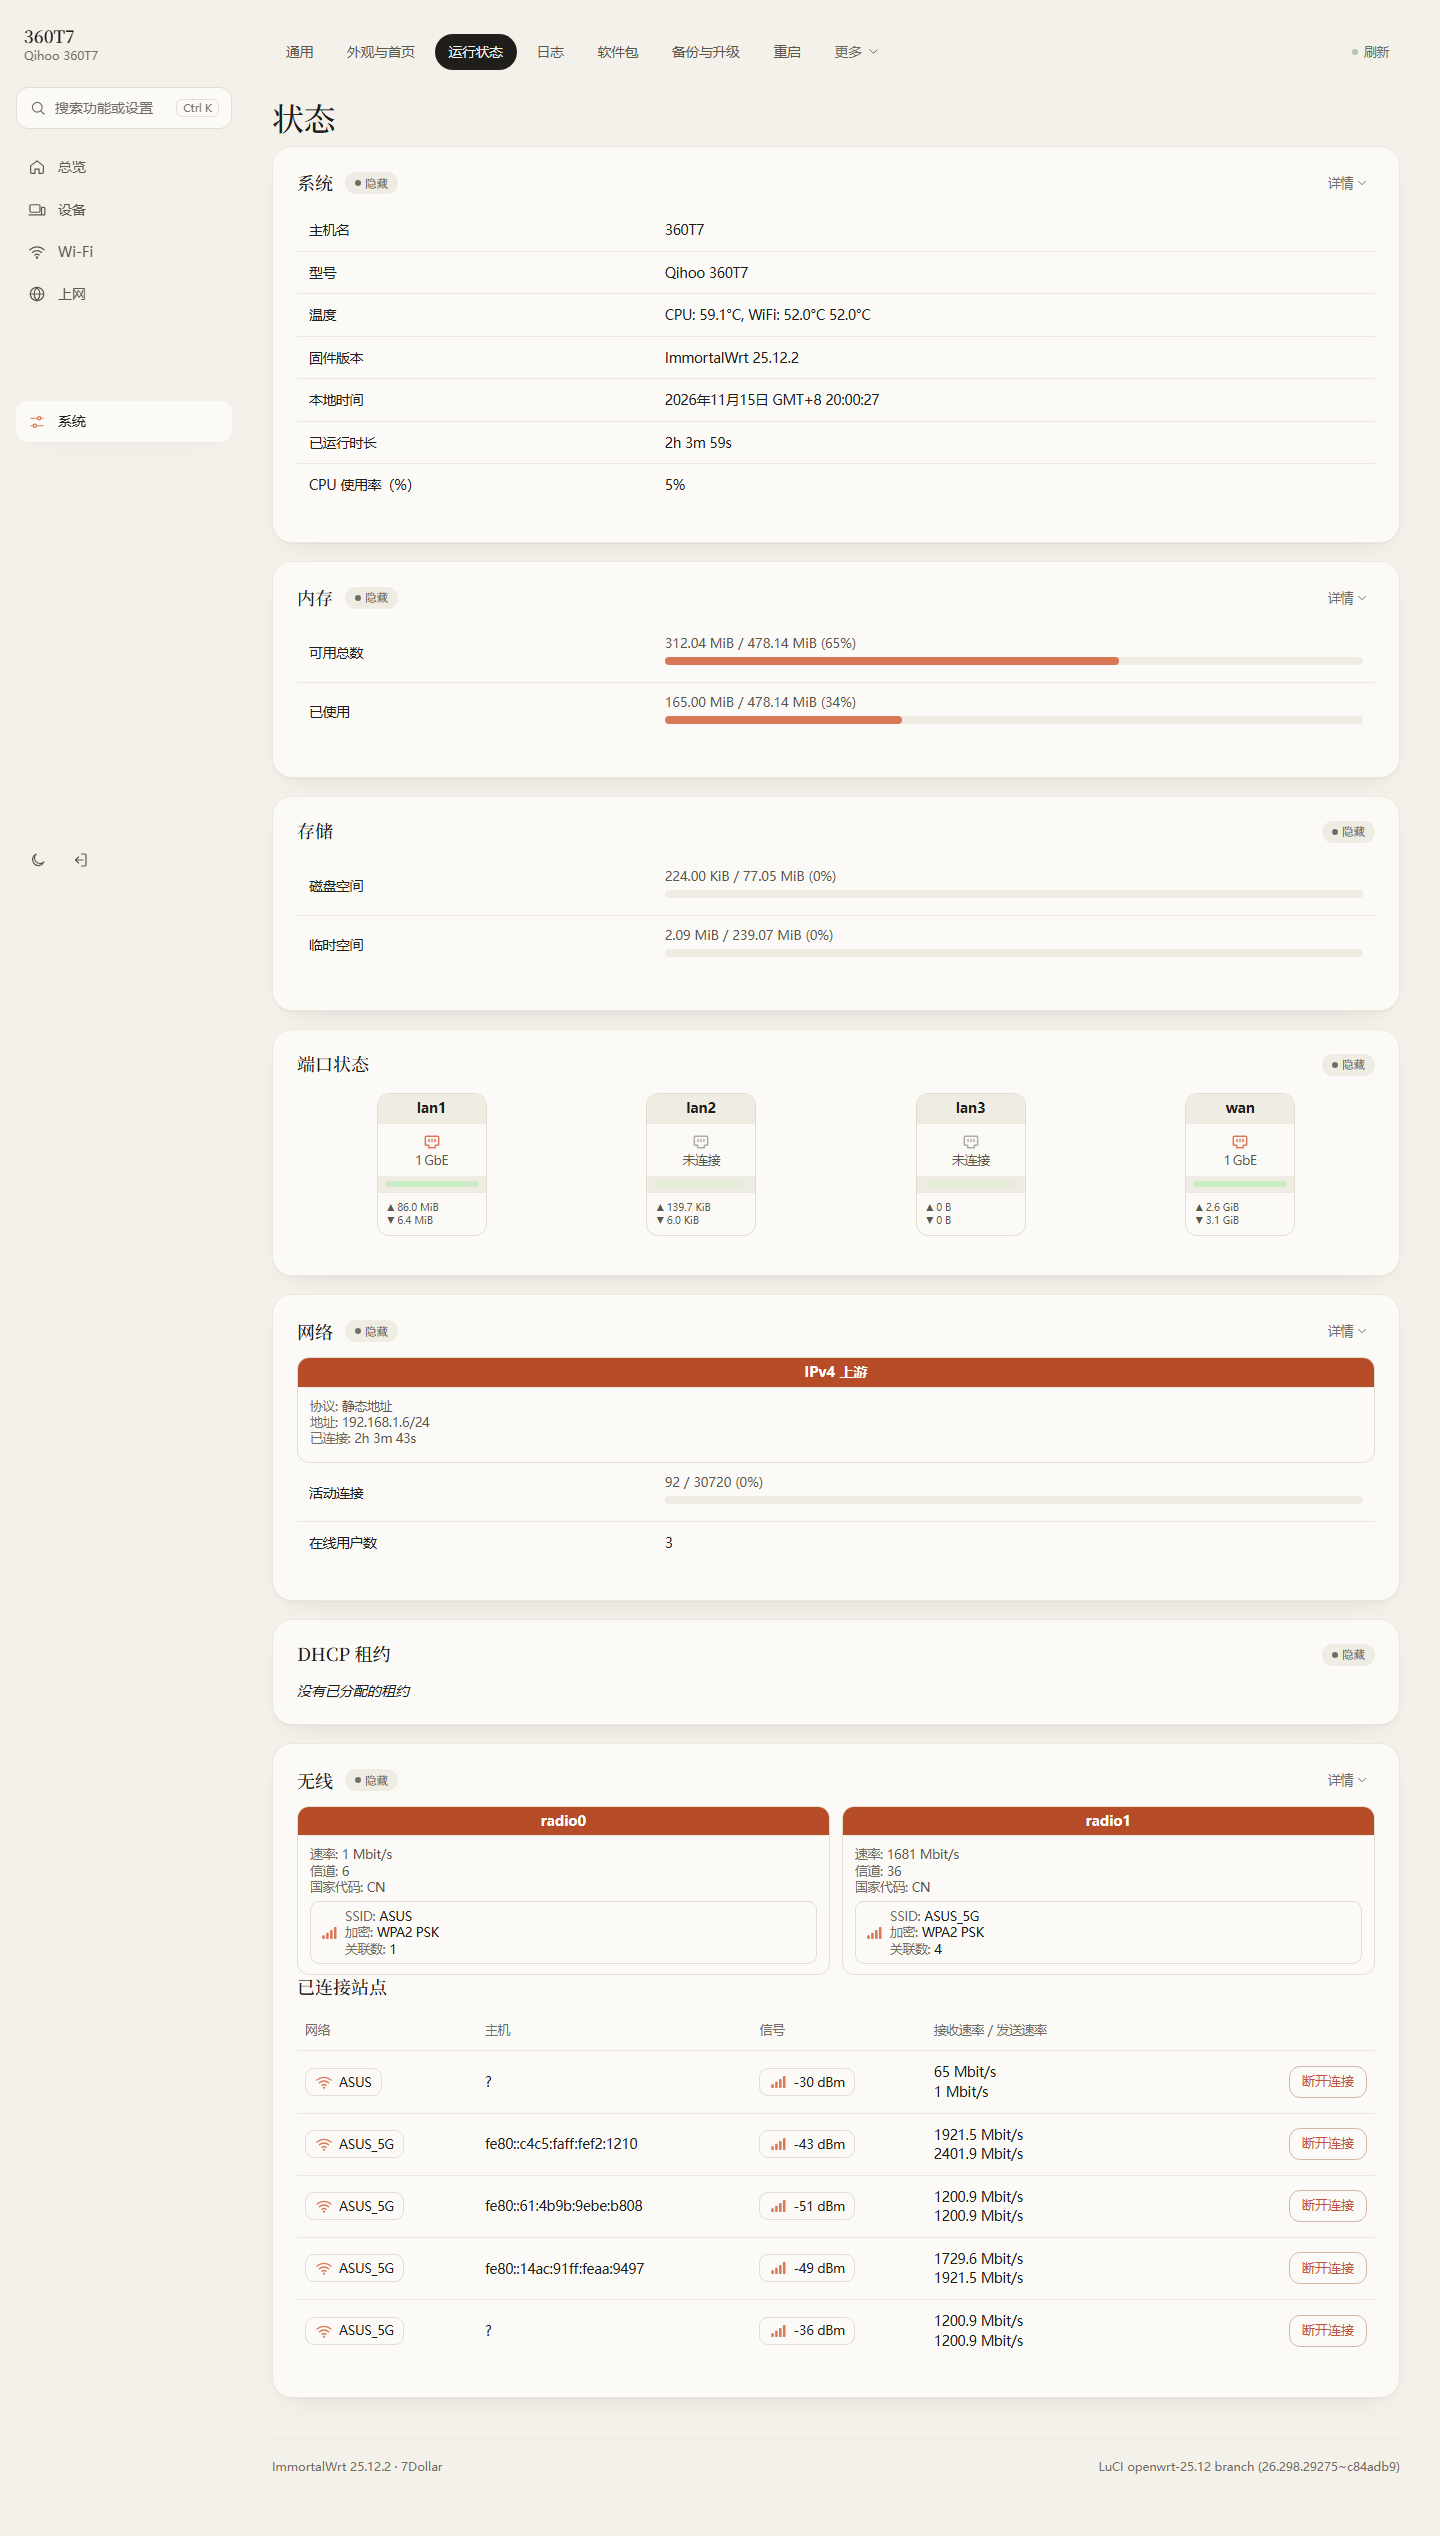 360T7
Qihoo 360T7
搜索功能或设置 Ctrl K
总览
设备
Wi-Fi
上网
系统
通用 外观与首页 运行状态 日志 软件包 备份与升级 重启 更多 刷新
状态
系统 隐藏 详情
主机名 360T7
型号 Qihoo 360T7
温度 CPU: 59.1°C, WiFi: 52.0°C 52.0°C
固件版本 ImmortalWrt 25.12.2
本地时间 2026年11月15日 GMT+8 20:00:27
已运行时长 2h 3m 59s
CPU 使用率（%） 5%
内存 隐藏 详情
可用总数 312.04 MiB / 478.14 MiB (65%)
已使用 165.00 MiB / 478.14 MiB (34%)
存储 隐藏
磁盘空间 224.00 KiB / 77.05 MiB (0%)
临时空间 2.09 MiB / 239.07 MiB (0%)
端口状态 隐藏
lan1 lan2 lan3 wan
1 GbE 未连接 未连接 1 GbE
▲ 86.0 MiB ▲ 139.7 KiB ▲ 0 B ▲ 2.6 GiB
▼ 6.4 MiB ▼ 6.0 KiB ▼ 0 B ▼ 3.1 GiB
网络 隐藏 详情
IPv4 上游
协议: 静态地址
地址: 192.168.1.6/24
已连接: 2h 3m 43s
活动连接 92 / 30720 (0%)
在线用户数 3
DHCP 租约 隐藏
没有已分配的租约
无线 隐藏 详情
radio0
速率: 1 Mbit/s
信道: 6
国家代码: CN
SSID: ASUS
加密: WPA2 PSK
关联数: 1
radio1
速率: 1681 Mbit/s
信道: 36
国家代码: CN
SSID: ASUS_5G
加密: WPA2 PSK
关联数: 4
已连接站点
网络 主机 信号 接收速率 / 发送速率
ASUS ? -30 dBm 65 Mbit/s 断开连接
1 Mbit/s
ASUS_5G fe80::c4c5:faff:fef2:1210 -43 dBm 1921.5 Mbit/s 断开连接
2401.9 Mbit/s
ASUS_5G fe80::61:4b9b:9ebe:b808 -51 dBm 1200.9 Mbit/s 断开连接
1200.9 Mbit/s
ASUS_5G fe80::14ac:91ff:feaa:9497 -49 dBm 1729.6 Mbit/s 断开连接
1921.5 Mbit/s
ASUS_5G ? -36 dBm 1200.9 Mbit/s 断开连接
1200.9 Mbit/s
ImmortalWrt 25.12.2 · 7Dollar LuCI openwrt-25.12 branch (26.298.29275~c84adb9)